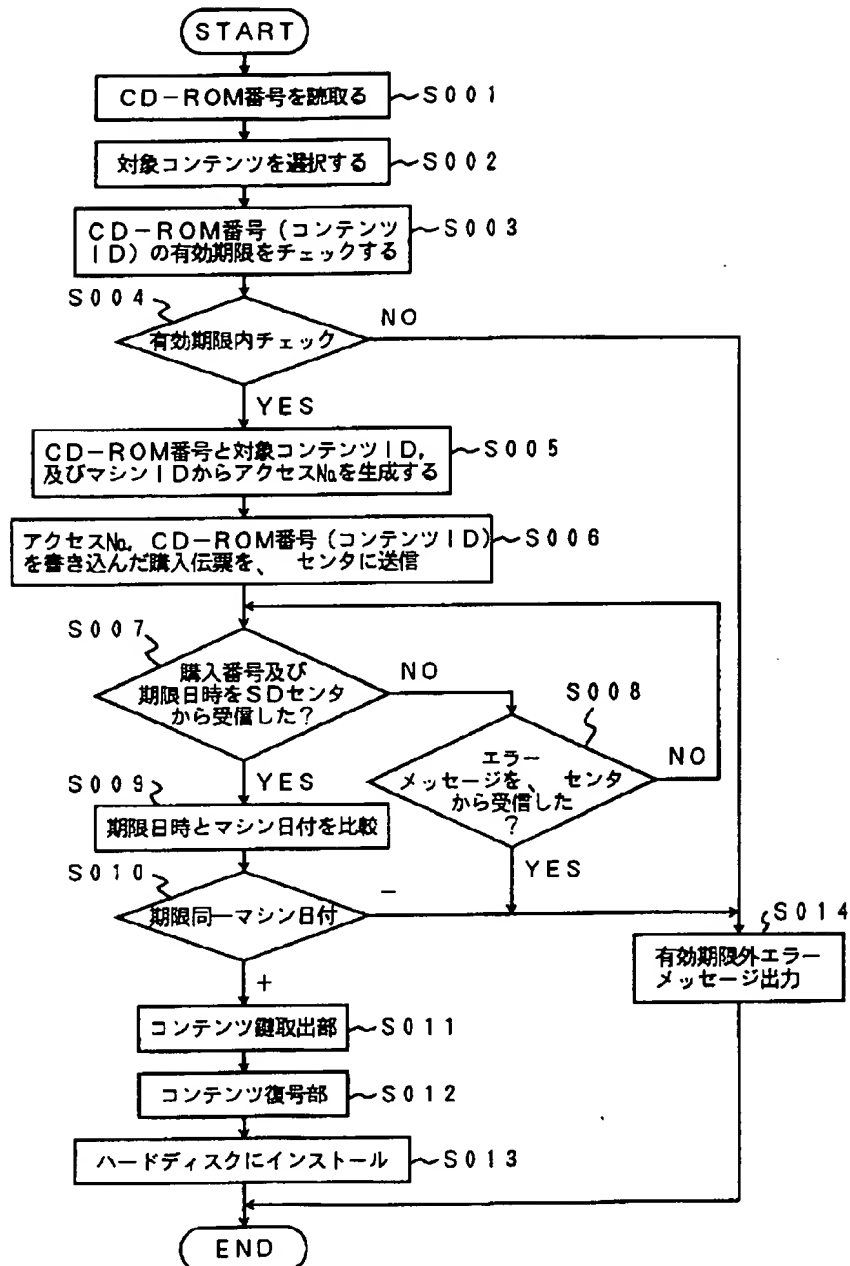 START
CD-ROM番号を読取る
S001
対象コンテンツを選択する
S002
CD-ROM番号(コンテンツ
ID)の有効期限をチェックする
S003
S004
有効期限内チェック
NO
YES
CD-ROM番号と対象コンテンツID,
及びマシンIDからアクセス№を生成する
S005
アクセス№, CD-ROM番号(コンテンツID)
を書き込んだ購入伝票を、 センタに送信
S006
S007
購入番号及び
期限日時をSDセンタ
から受信した?
NO
YES
S008
エラー
メッセージを、 センタ
から受信した
?
NO
YES
S009
期限日時とマシン日付を比較
S010
期限同一マシン日付
−
+
S014
有効期限外エラー
メッセージ出力
コンテンツ鍵取出部
S011
コンテンツ復号部
S012
ハードディスクにインストール
S013
END